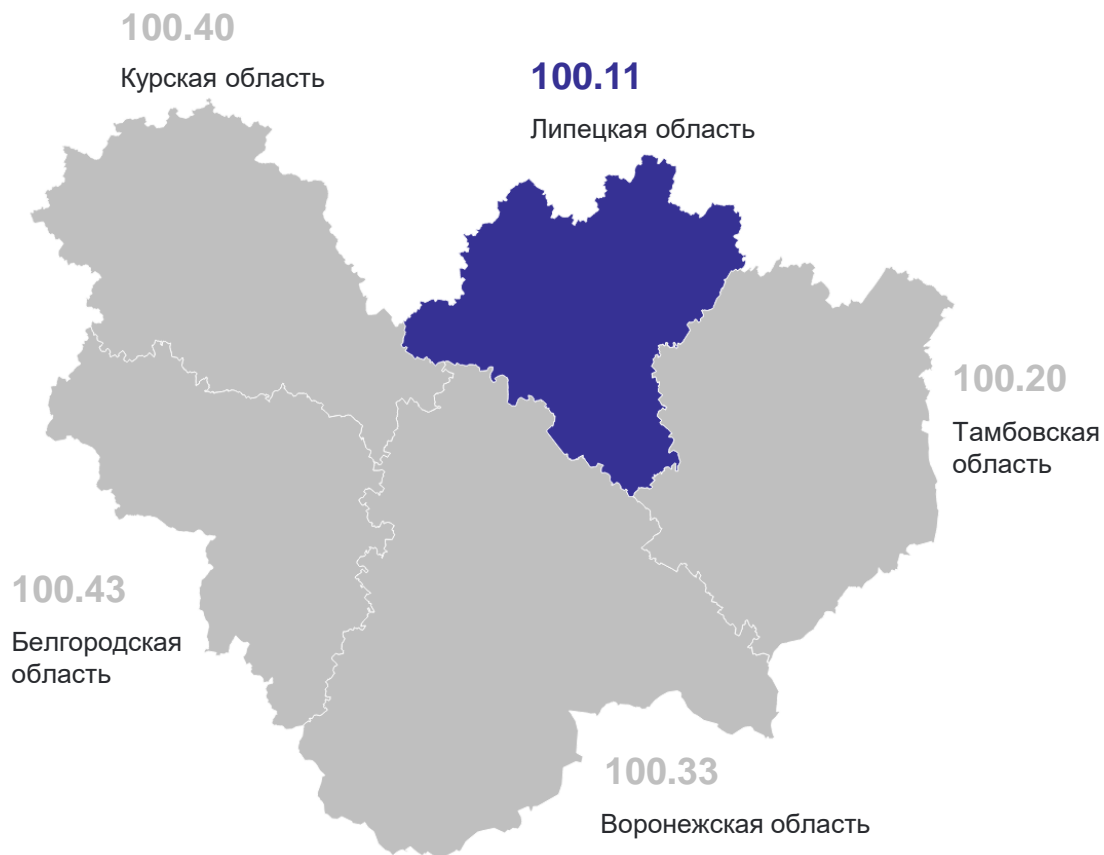 100.40
Курская область
100.11
Липецкая область
100.20
Тамбовская
область
100.43
Белгородская
область
100.33
Воронежская область